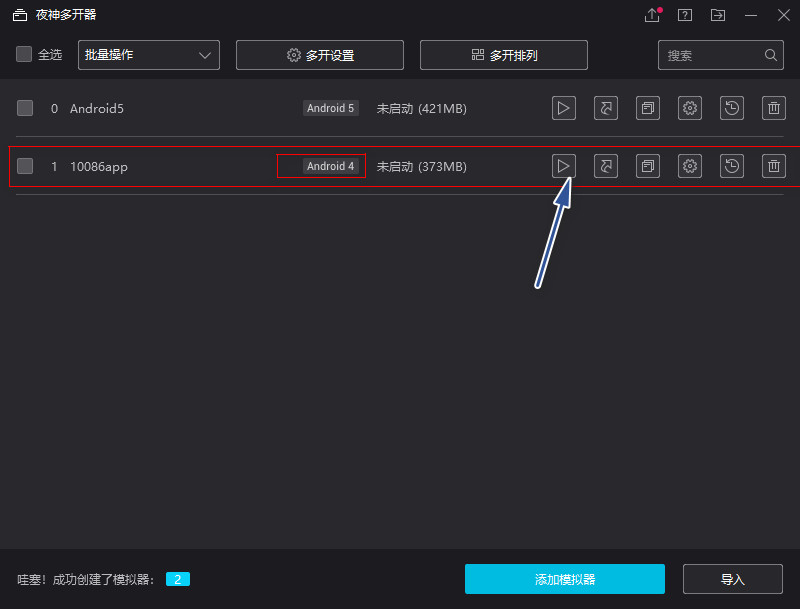 夜神多开器
全选 批量操作 多开设置 多开排列 搜索
0 Android5 Android 5 未启动 (421MB)
1 10086app Android 4 未启动 (373MB)
哇塞！成功创建了模拟器： 2 添加模拟器 导入